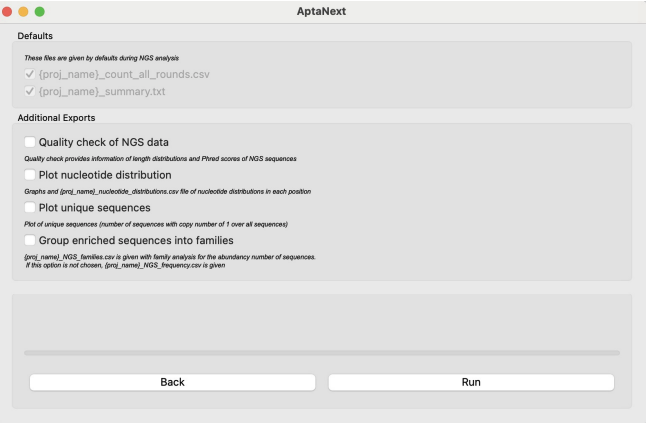 AptaNext
Defaults
These files are given by defaults during NGS analysis
{proj_name}_count_all_rounds.csv
{proj_name}_summary.txt
Additional Exports
Quality check of NGS data
Quality check provides information of length distributions and Phred scores of NGS sequences
Plot nucleotide distribution
Graphs and {proj_name}_nucleotide_distributions.csv file of nucleotide distributions in each position
Plot unique sequences
Plot of unique sequences (number of sequences with copy number of 1 over all sequences)
Group enriched sequences into families
{proj_name}_NGS_families.csv is given with family analysis for the abundancy number of sequences.
If this option is not chosen, {proj_name}_NGS_frequency.csv is given
Back
Run